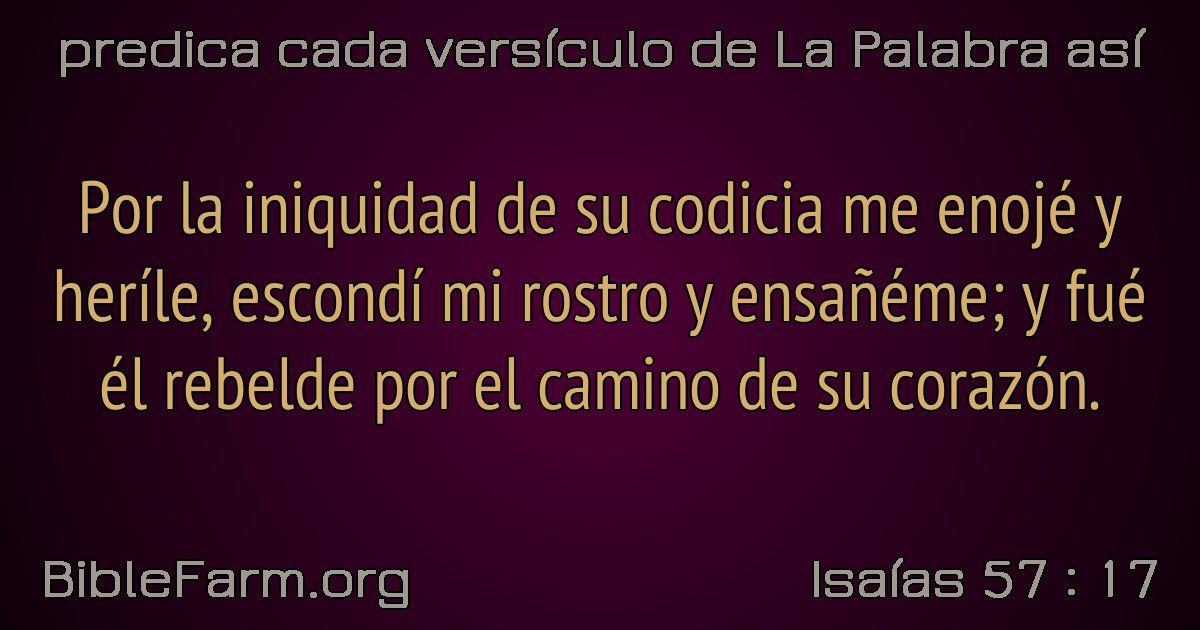 predica cada versículo de La Palabra así
Por la iniquidad de su codicia me enojé y
heríle, escondí mi rostro y ensañéme; y fué
él rebelde por el camino de su corazón.
BibleFarm.org
Isaías 57 : 17